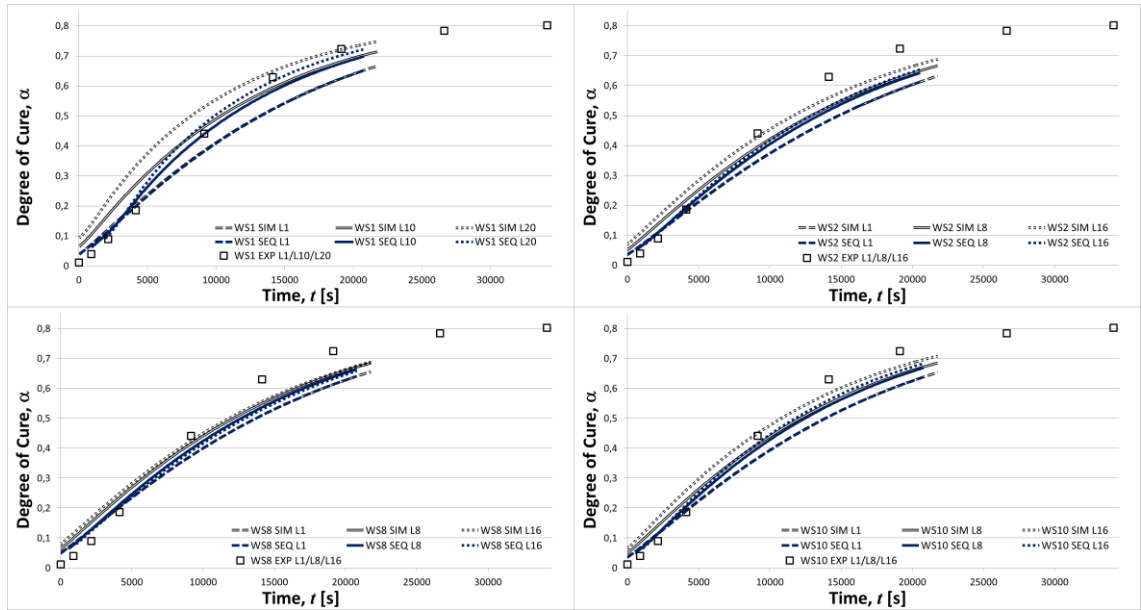 0,8
0,7
0,6
0,5
0,4
0,3
0,2
0,1
0
Degree of Cure, α
WS1 SIM L1 WS1 SIM L10 WS1 SIM L20
WS1 SEQ L1 WS1 SEQ L10 WS1 SEQ L20
WS1 EXP L1/L10/L20
0 5000 10000 15000 20000 25000 30000
Time, t [s]
0,8
0,7
0,6
0,5
0,4
0,3
0,2
0,1
0
Degree of Cure, α
WS2 SIM L1 WS2 SIM L8 WS2 SIM L16
WS2 SEQ L1 WS2 SEQ L8 WS2 SEQ L16
WS2 EXP L1/L8/L16
0 5000 10000 15000 20000 25000 30000
Time, t [s]
0,8
0,7
0,6
0,5
0,4
0,3
0,2
0,1
0
Degree of Cure, α
WS8 SIM L1 WS8 SIM L8 WS8 SIM L16
WS8 SEQ L1 WS8 SEQ L8 WS8 SEQ L16
WS8 EXP L1/L8/L16
0 5000 10000 15000 20000 25000 30000
Time, t [s]
0,8
0,7
0,6
0,5
0,4
0,3
0,2
0,1
0
Degree of Cure, α
WS10 SIM L1 WS10 SIM L8 WS10 SIM L16
WS10 SEQ L1 WS10 SEQ L8 WS10 SEQ L16
WS10 EXP L1/L8/L16
0 5000 10000 15000 20000 25000 30000
Time, t [s]